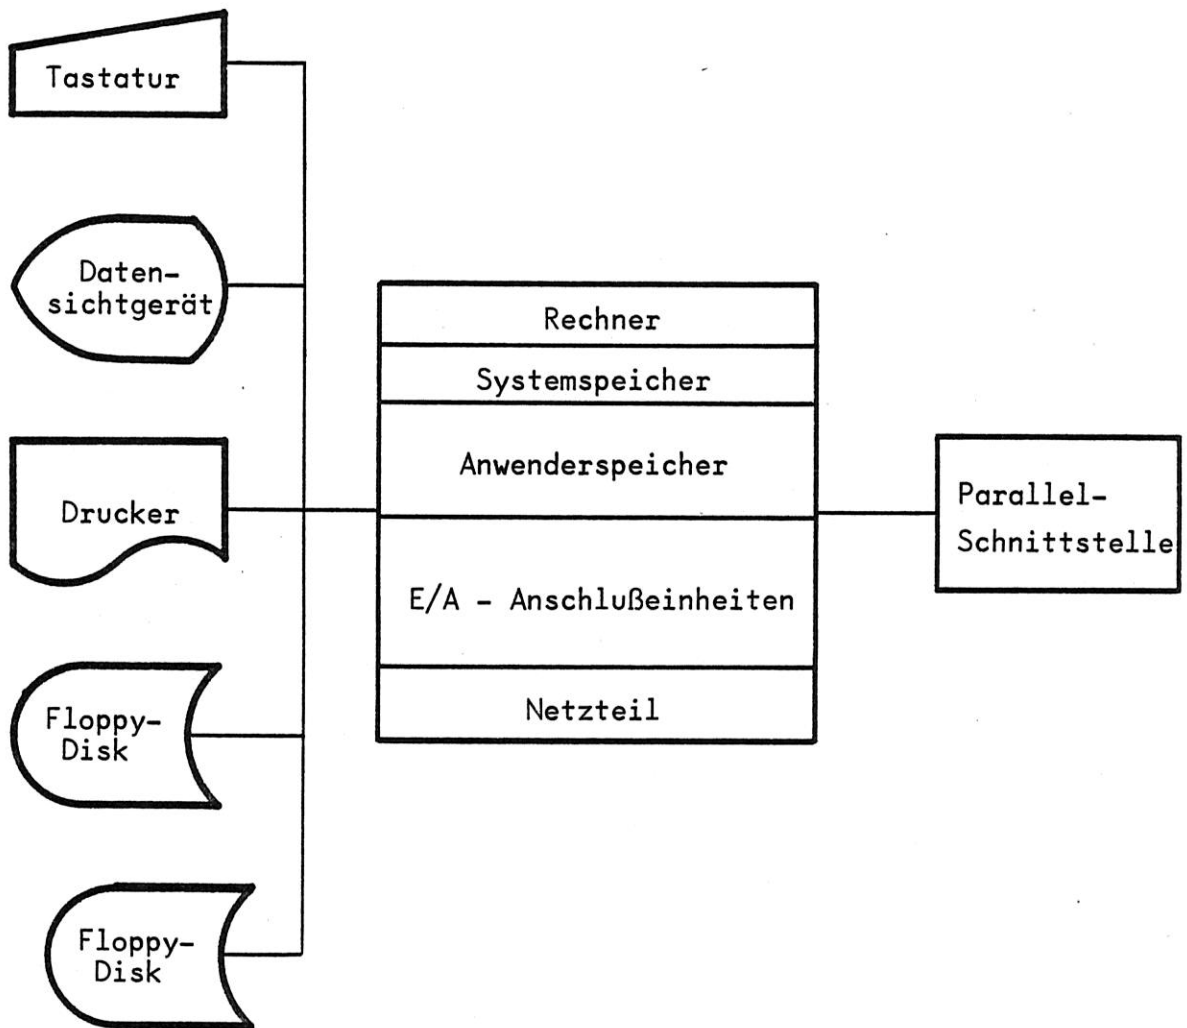 Tastatur
Daten-
sichtgerät
Drucker
Floppy-
Disk
Floppy-
Disk
Rechner
Systemspeicher
Anwenderspeicher
E/A - Anschlußeinheiten
Netzteil
Parallel-
Schnittstelle